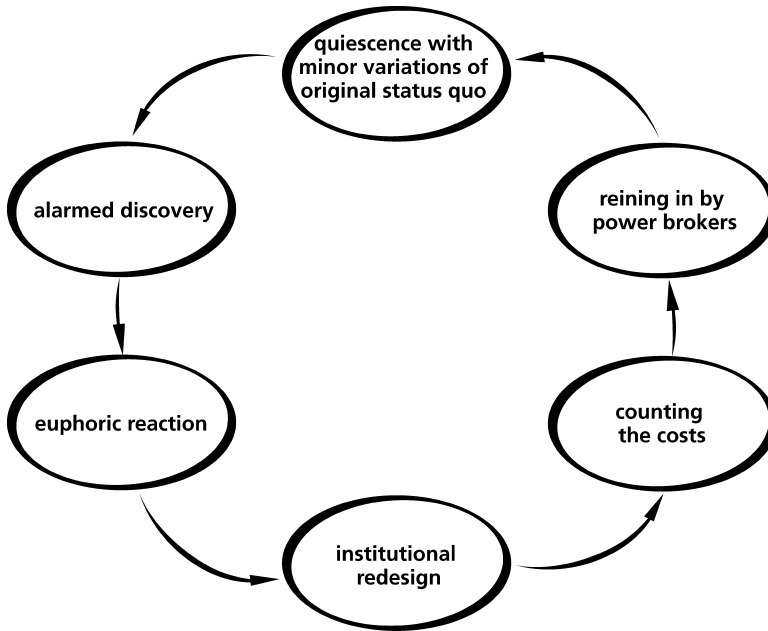 quiescence with
minor variations of
original status quo
alarmed discovery
euphoric reaction
institutional
redesign
counting
the costs
reining in by
power brokers